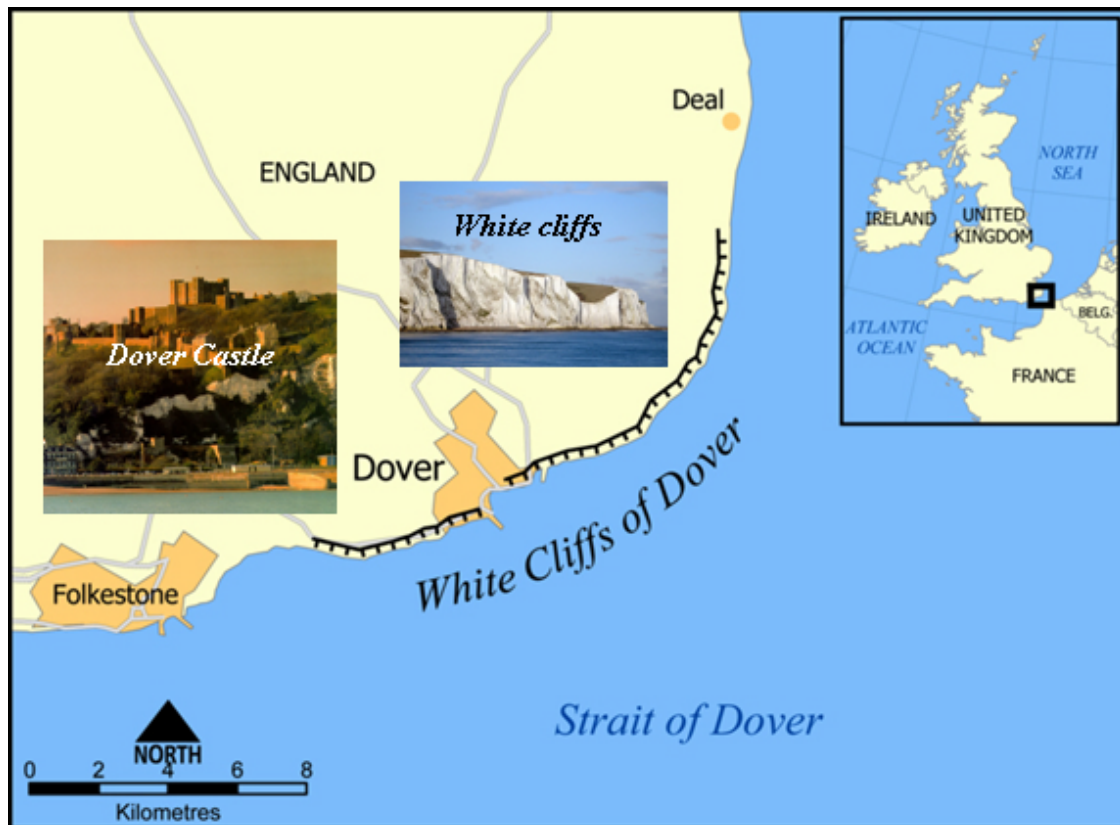 Deal
ENGLAND
White cliffs
Dover Castle
Dover
White Cliffs of Dover
Folkestone
Strait of Dover
NORTH
0 2 4 6 8
Kilometres
NORTH
SEA
IRELAND
UNITED
KINGDOM
BELG.
ATLANTIC
OCEAN
FRANCE